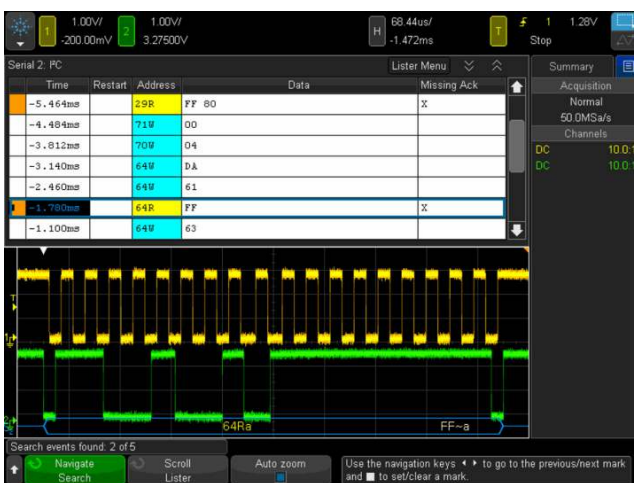 1 1.00V/ 2 1.00V/ H 68.44us/ T 1 1.28V
-200.00mV 3.27500V -1.472ms Stop
Serial 2: I²C Lister Menu Summary
Time Restart Address Data Missing Ack Acquisition
-5.464ms 29R FF 80 X Normal
-4.484ms 71W 00 50.0MSa/s
-3.812ms 70W 04 Channels
-3.140ms 64W DA DC 10.0:1
-2.460ms 64W 61 DC 10.0:1
-1.780ms 64R FF X
-1.100ms 64W 63
T
1
2
64Ra FF~a
Search events found: 2 of 5
Navigate Scroll Auto zoom Use the navigation keys to go to the previous/next mark
Search Lister and to set/clear a mark.